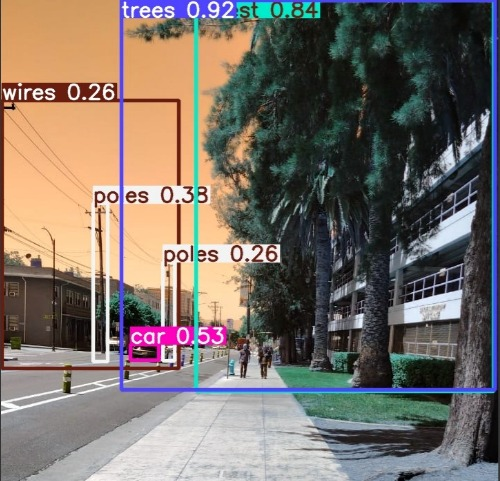 trees 0.92
st 0.84
wires 0.26
poles 0.38
poles 0.26
car 0.53